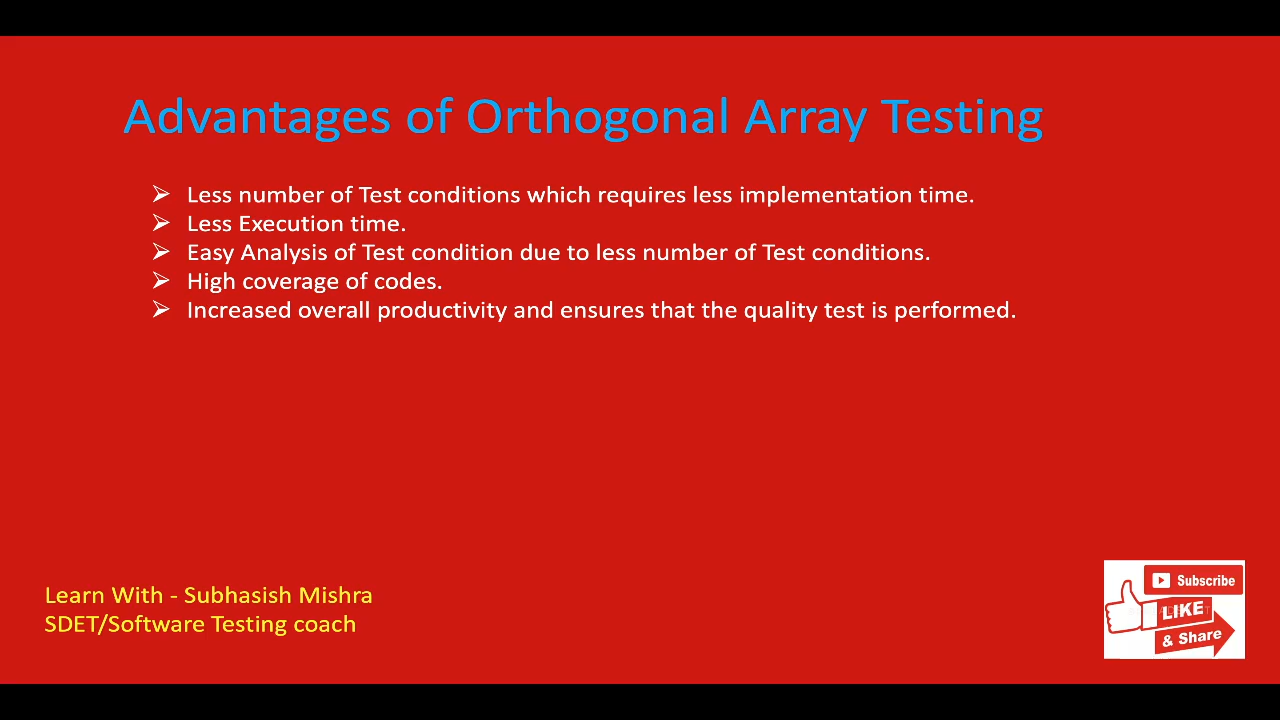 Advantages of Orthogonal Array Testing
➢ Less number of Test conditions which requires less implementation time.
➢ Less Execution time.
➢ Easy Analysis of Test condition due to less number of Test conditions.
➢ High coverage of codes.
➢ Increased overall productivity and ensures that the quality test is performed.
Learn With - Subhasish Mishra
SDET/Software Testing coach
Subscribe
LIKE
& Share